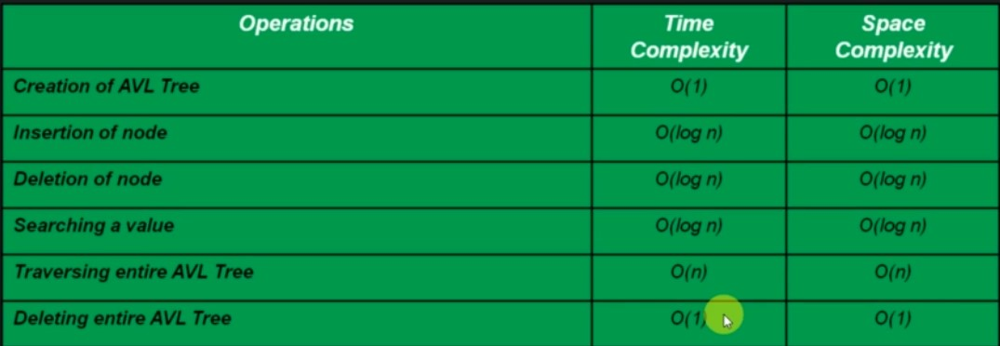 Operations Time Complexity Space Complexity
Creation of AVL Tree O(1) O(1)
Insertion of node O(log n) O(log n)
Deletion of node O(log n) O(log n)
Searching a value O(log n) O(log n)
Traversing entire AVL Tree O(n) O(n)
Deleting entire AVL Tree O(1) O(1)